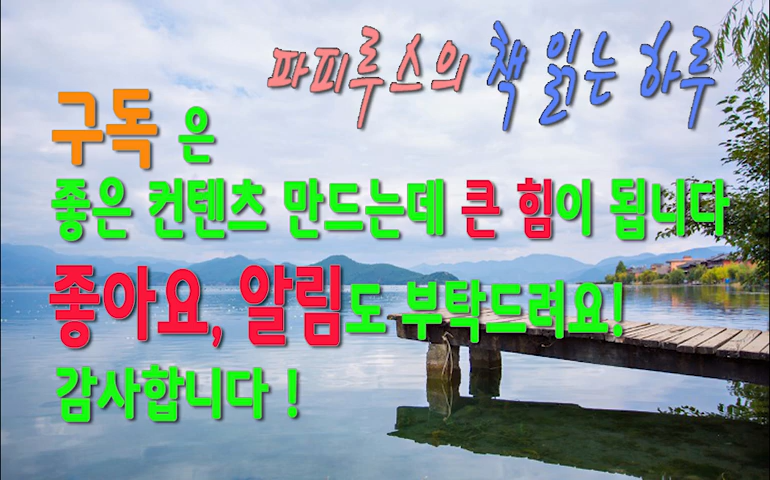 파피루스의 책 읽는 하루
구독 은
좋은 컨텐츠 만드는데 큰 힘이 됩니다
좋아요, 알림도 부탁드려요!
감사합니다 !